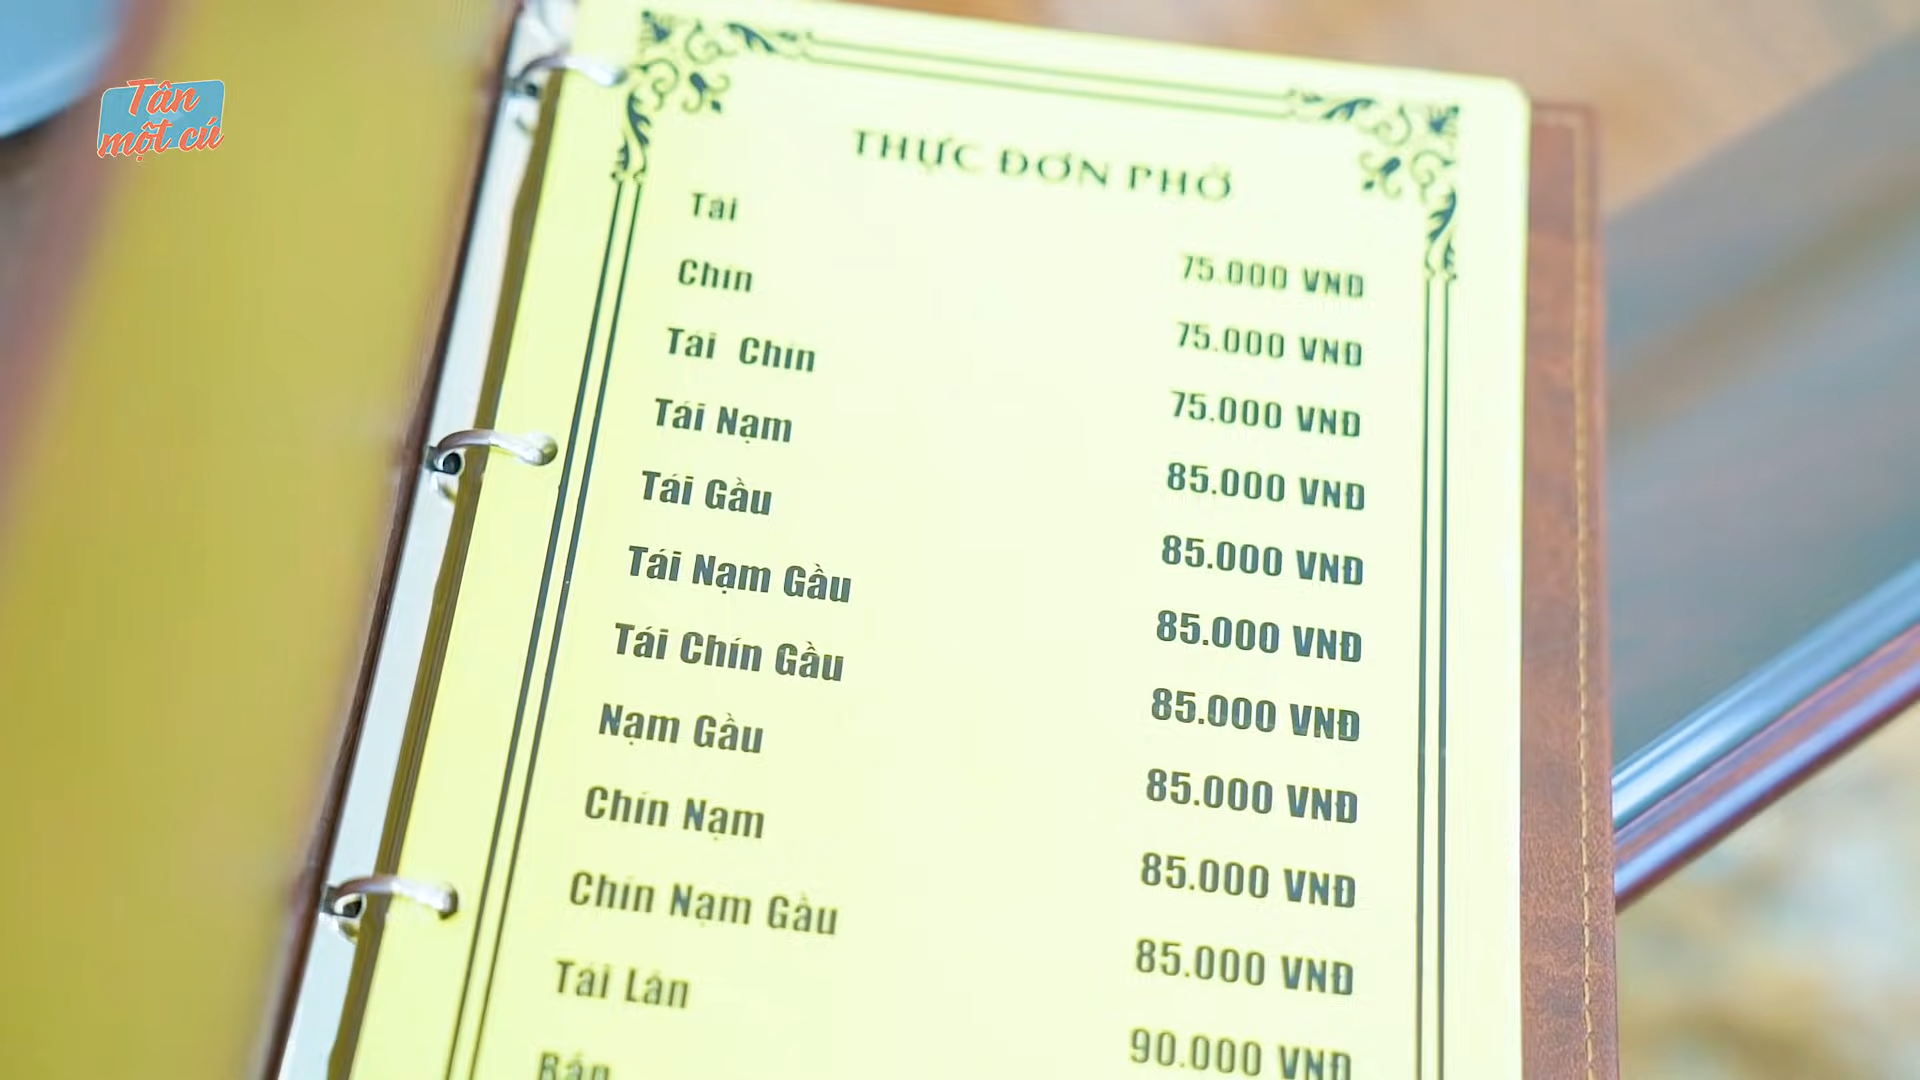 Tân
một cú
THỰC ĐƠN PHỞ
Tái 75.000 VNĐ
Chín 75.000 VNĐ
Tái Chín 75.000 VNĐ
Tái Nạm 85.000 VNĐ
Tái Gầu 85.000 VNĐ
Tái Nạm Gầu 85.000 VNĐ
Tái Chín Gầu 85.000 VNĐ
Nạm Gầu 85.000 VNĐ
Chín Nạm 85.000 VNĐ
Chín Nạm Gầu 85.000 VNĐ
Tái Lăn 90.000 VNĐ